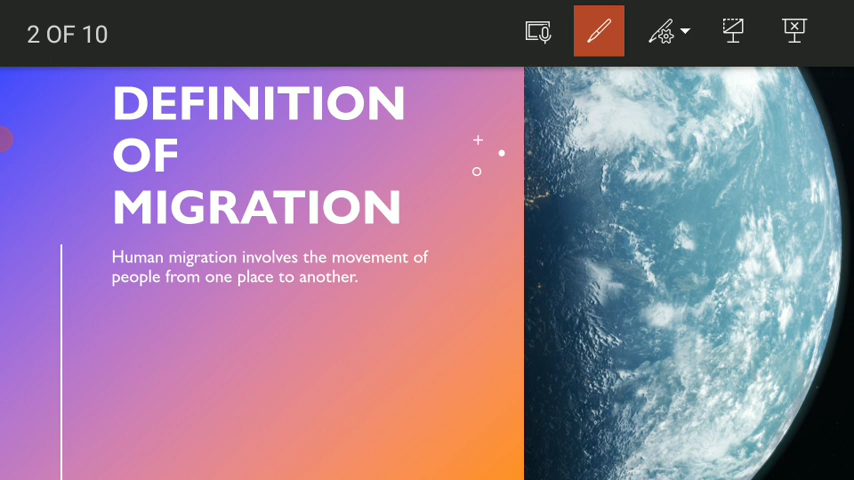 2 OF 10
DEFINITION
OF
MIGRATION
Human migration involves the movement of
people from one place to another.